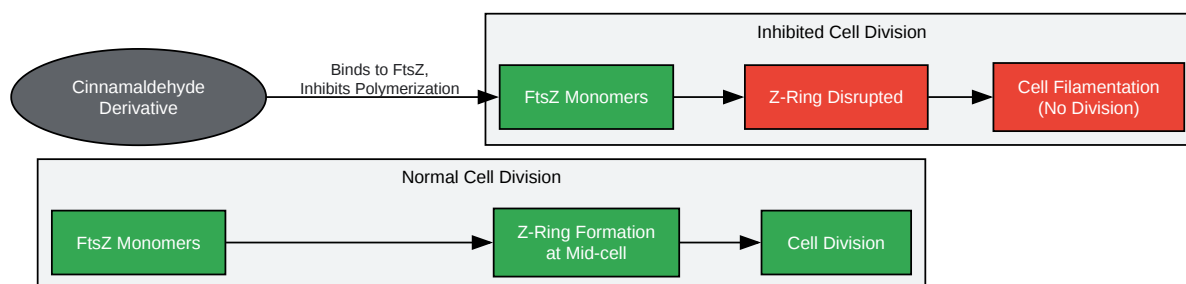 Inhibited Cell Division
Cinnamaldehyde
Derivative
Binds to FtsZ,
Inhibits Polymerization
FtsZ Monomers
Z-Ring Disrupted
Cell Filamentation
(No Division)
Normal Cell Division
FtsZ Monomers
Z-Ring Formation
at Mid-cell
Cell Division